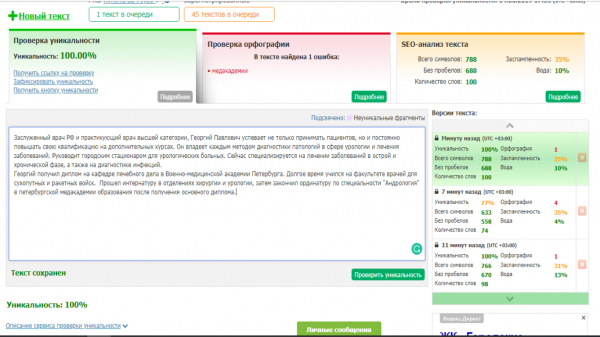 Новый текст
1 текст в очереди
45 текстов в очереди
Проверка уникальности
Уникальность: 100.00%
Получить ссылку на проверку
Зафиксировать уникальность
Получить кнопку уникальности
Подробнее
Проверка орфографии
В тексте найдена 1 ошибка:
• медакадемии
Подробнее
SEO-анализ текста
Всего символов: 788 Заспамленность: 35%
Без пробелов: 688 Вода: 10%
Количество слов: 100
Подробнее
Подсвечено: Неуникальные фрагменты
Заслуженный врач РФ и практикующий врач высшей категории, Георгий Павлович успевает не только принимать пациентов, но и постоянно
повышать свою квалификацию на дополнительных курсах. Он владеет каждым методом диагностики патологий в сфере урологии и лечения
заболеваний. Руководит городским стационаром для урологических больных. Сейчас специализируется на лечении заболеваний в острой и
хронической фазе, а также на диагностике инфекций.
Георгий получил диплом на кафедре лечебного дела в Военно-медицинской академии Петербурга. Долгое время учился на факультете врачей для
сухопутных и ракетных войск. Прошел интернатуру в отделениях хирургии и урологии, затем закончил ординатуру по специальности "Андрология"
в петербургской медакадемии образования после получения основного диплома.
Текст сохранен
Проверить уникальность
Уникальность: 100%
Описание сервиса проверки уникальности
Личные сообщения
Версии текста:
Минуту назад (UTC +03:00)
Уникальность 100% Орфография 1
Всего символов 788 Заспамленность 35%
Без пробелов 688 Вода 10%
Количество слов 100
7 минут назад (UTC +03:00)
Уникальность 77% Орфография 4
Всего символов 633 Заспамленность 35%
Без пробелов 558 Вода 4%
Количество слов 74
11 минут назад (UTC +03:00)
Уникальность 100% Орфография 1
Всего символов 766 Заспамленность 31%
Без пробелов 670 Вода 13%
Количество слов 98
Яндекс.Директ